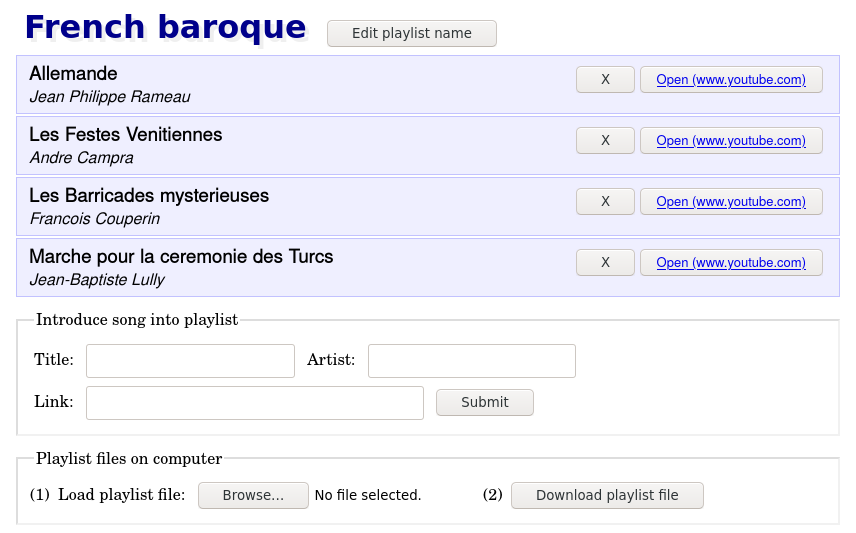 French baroque Edit playlist name
Allemande X Open (www.youtube.com)
Jean Philippe Rameau
Les Festes Venitiennes X Open (www.youtube.com)
Andre Campra
Les Barricades mysterieuses X Open (www.youtube.com)
Francois Couperin
Marche pour la ceremonie des Turcs X Open (www.youtube.com)
Jean-Baptiste Lully
Introduce song into playlist
Title: Artist:
Link: Submit
Playlist files on computer
(1) Load playlist file: Browse... No file selected. (2) Download playlist file